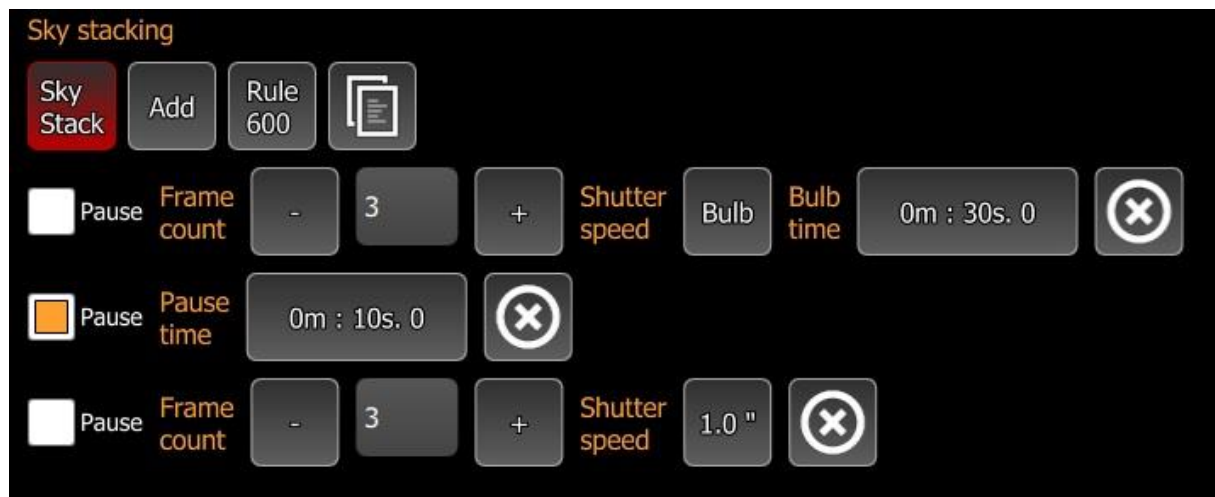 Sky stacking
Sky
Stack
Add
Rule
600
Pause
Frame
count
-
3
+
Shutter
speed
Bulb
Bulb
time
0m : 30s. 0
Pause
Pause
time
0m : 10s. 0
Pause
Frame
count
-
3
+
Shutter
speed
1.0 "